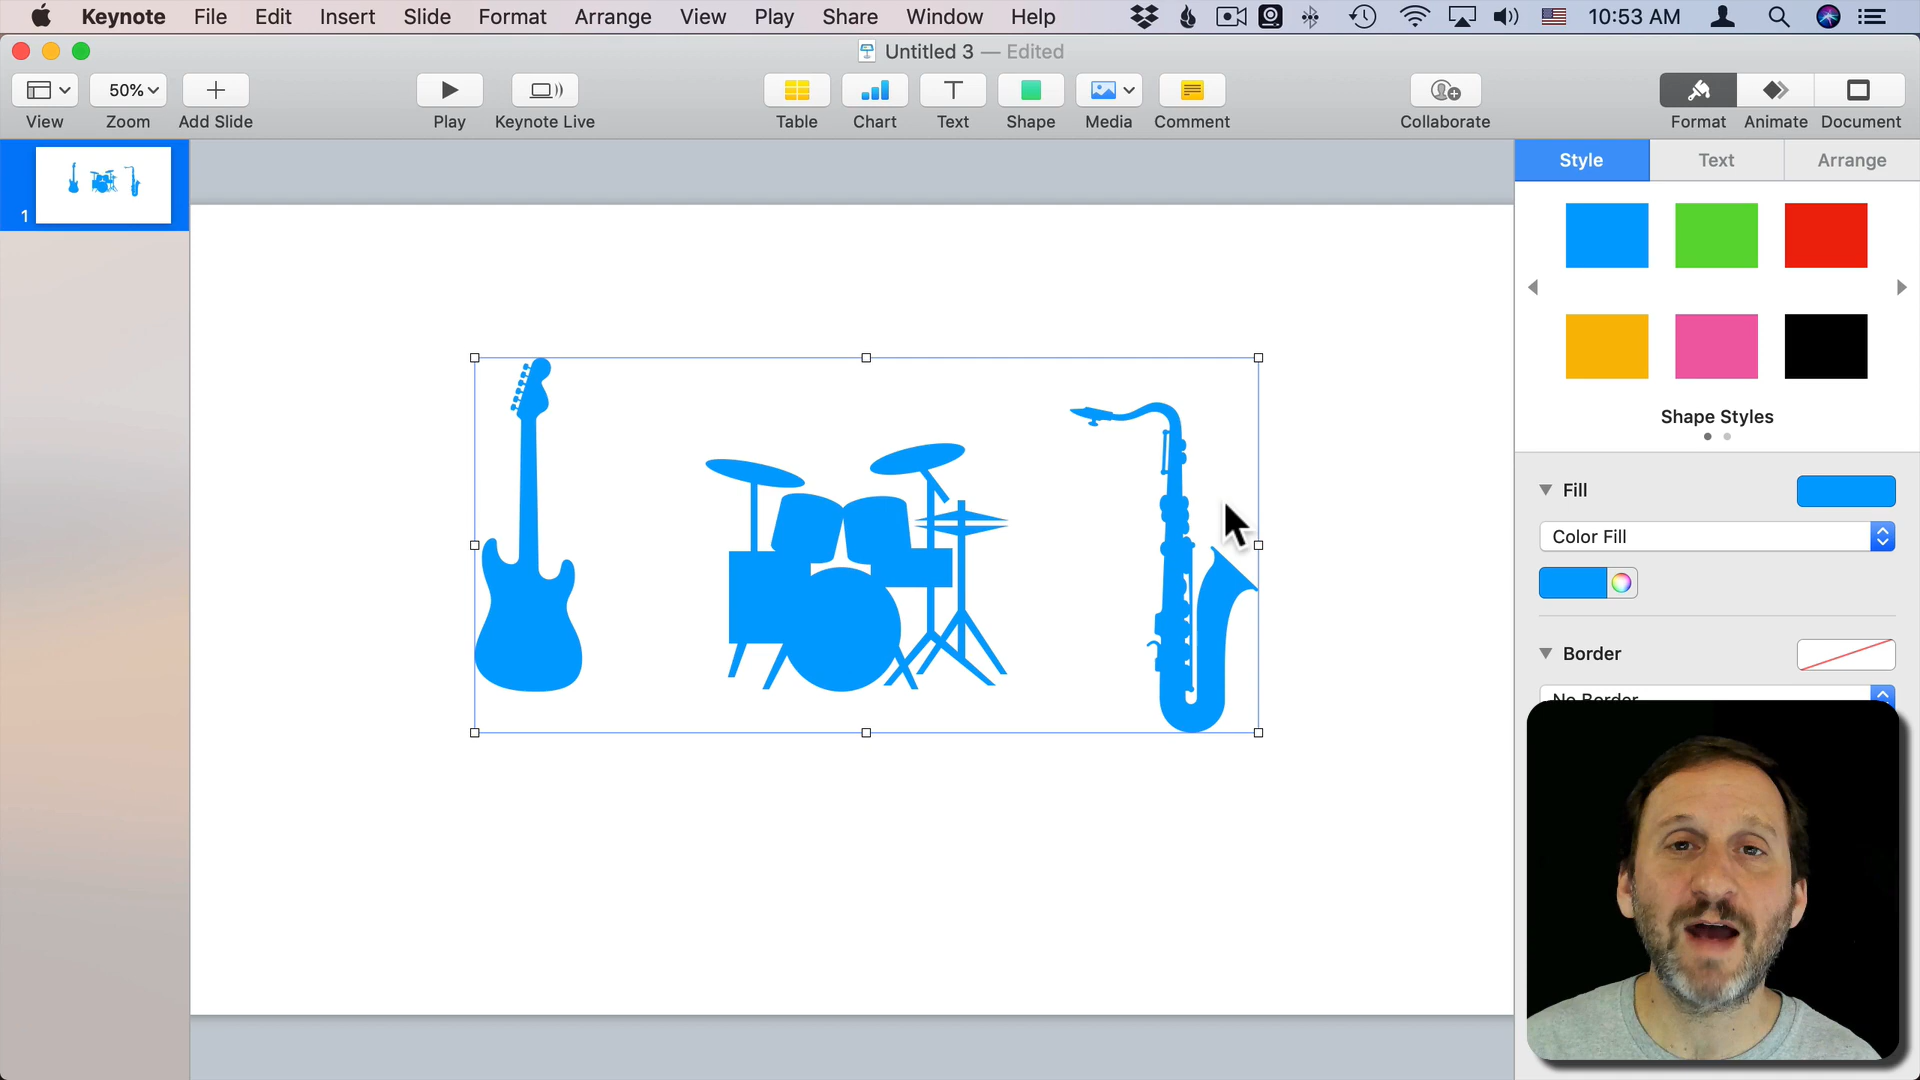 Keynote File Edit Insert Slide Format Arrange View Play Share Window Help 10:53 AM
Untitled 3 — Edited
50%
View Zoom Add Slide Play Keynote Live Table Chart Text Shape Media Comment Collaborate Format Animate Document
Style Text Arrange
1
Shape Styles
Fill
Color Fill
Border
No Border